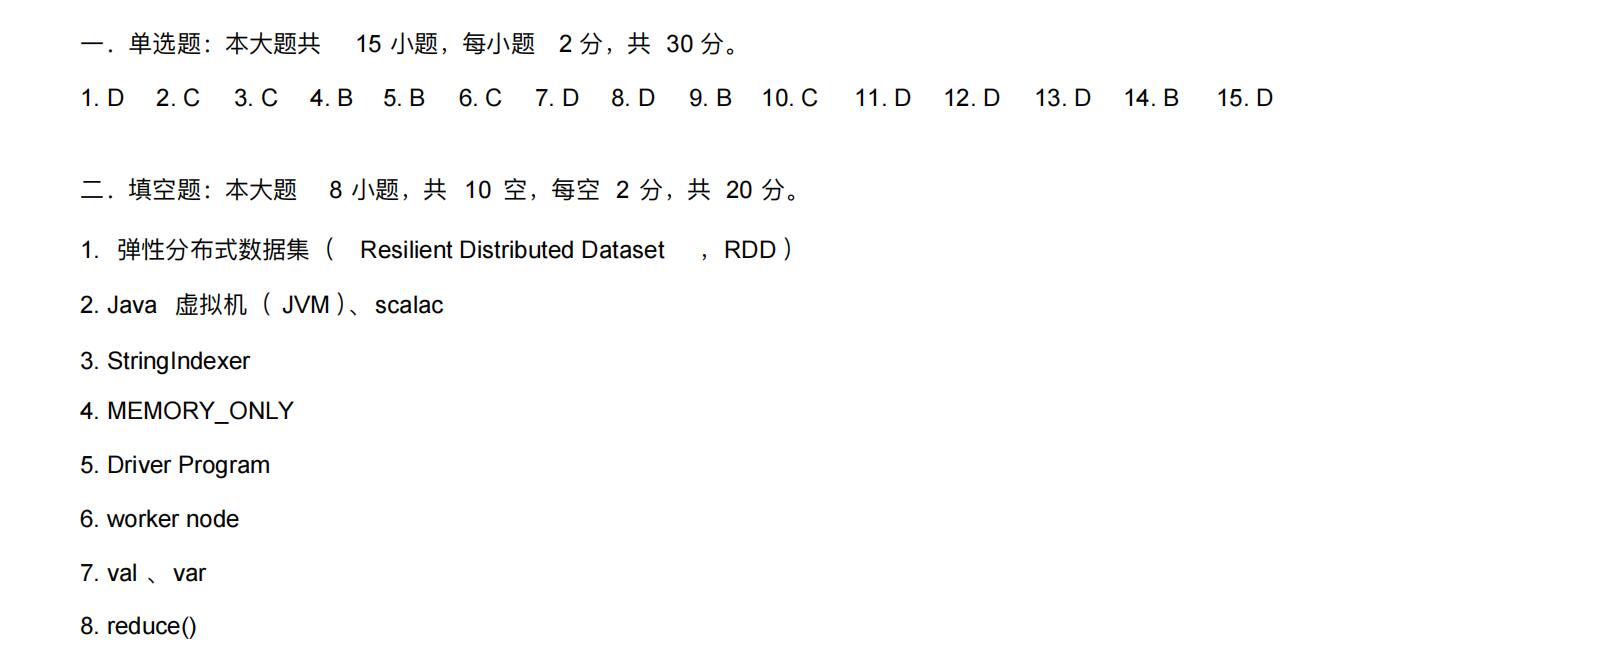 一．单选题：本大题共 15 小题，每小题 2 分，共 30 分。
1. D 2. C 3. C 4. B 5. B 6. C 7. D 8. D 9. B 10. C 11. D 12. D 13. D 14. B 15. D
二．填空题：本大题 8 小题，共 10 空，每空 2 分，共 20 分。
1. 弹性分布式数据集（ Resilient Distributed Dataset ，RDD ）
2. Java 虚拟机（ JVM ）、scalac
3. StringIndexer
4. MEMORY_ONLY
5. Driver Program
6. worker node
7. val 、 var
8. reduce()